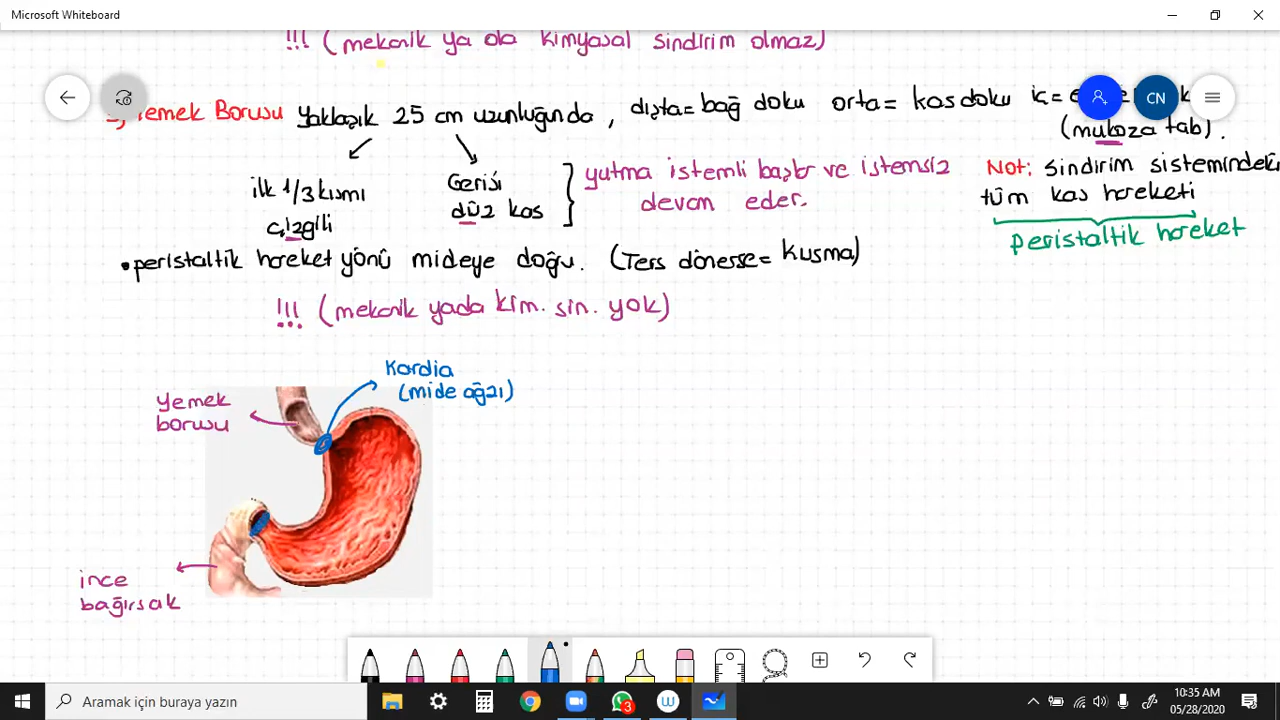 Microsoft Whiteboard
!!! (mekanik ya da kimyasal sindirim olmaz)
Yemek Borusu Yaklaşık 25 cm uzunluğunda, dışta=bağ doku orta= kas doku iç=
(mukoza tab).
ilk 1/3 kısmı
çizgili
Gerisi
düz kas
yutma istemli başlar ve istemsiz
devam eder.
Not: Sindirim sistemindeki
tüm kas hareketi
peristaltik hareket
•peristaltik hareket yönü mideye doğru. (Ters dönerse= kusma)
!!! (mekanik yada kim. sin. yok)
Kardia
(mide ağzı)
yemek
borusu
ince
bağırsak
CN
Aramak için buraya yazın
3
10:35 AM
05/28/2020